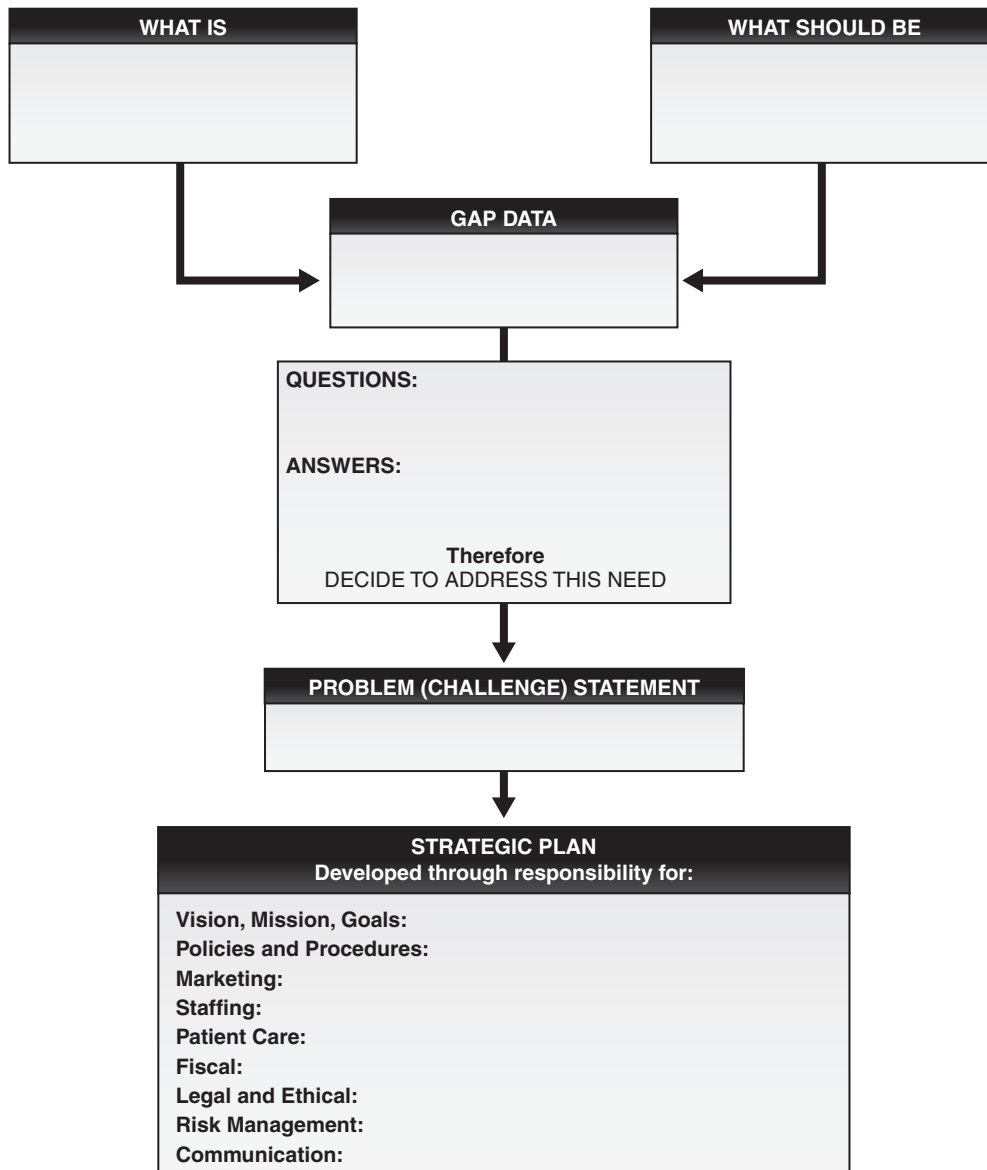 WHAT IS
WHAT SHOULD BE
GAP DATA
QUESTIONS:
ANSWERS:
Therefore
DECIDE TO ADDRESS THIS NEED
PROBLEM (CHALLENGE) STATEMENT
STRATEGIC PLAN
Developed through responsibility for:
Vision, Mission, Goals:
Policies and Procedures:
Marketing:
Staffing:
Patient Care:
Fiscal:
Legal and Ethical:
Risk Management:
Communication: